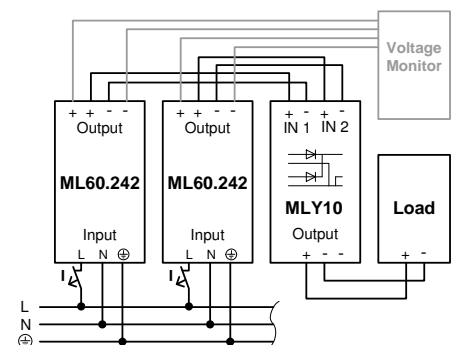 Voltage
Monitor
+ + - -
Output
ML60.242
Input
L N ⏚
I
+ + - -
Output
ML60.242
Input
L N ⏚
I
+ - + -
IN 1 IN 2
MLY10
Output
+ - -
Load
+ -
L
N
⏚